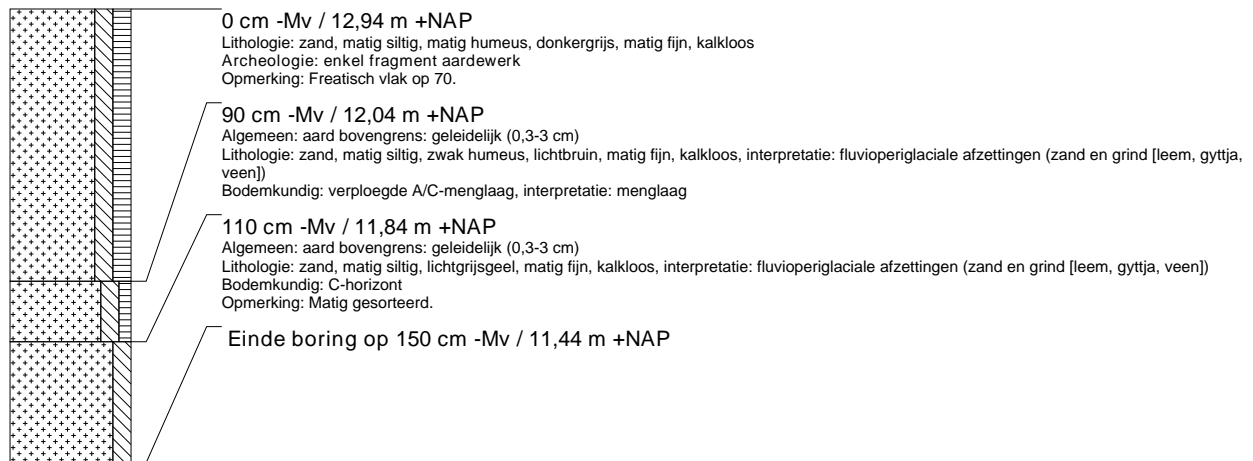 0 cm -Mv / 12,94 m +NAP
Lithologie: zand, matig siltig, matig humeus, donkergrijs, matig fijn, kalkloos
Archeologie: enkel fragment aardewerk
Opmerking: Freatisch vlak op 70.
90 cm -Mv / 12,04 m +NAP
Algemeen: aard bovengrens: geleidelijk (0,3-3 cm)
Lithologie: zand, matig siltig, zwak humeus, lichtbruin, matig fijn, kalkloos, interpretatie: fluvioperiglaciale afzettingen (zand en grind [leem, gyttja,
veen])
Bodemkundig: verploegde A/C-menglaag, interpretatie: menglaag
110 cm -Mv / 11,84 m +NAP
Algemeen: aard bovengrens: geleidelijk (0,3-3 cm)
Lithologie: zand, matig siltig, lichtgrijsgeel, matig fijn, kalkloos, interpretatie: fluvioperiglaciale afzettingen (zand en grind [leem, gyttja, veen])
Bodemkundig: C-horizont
Opmerking: Matig gesorteerd.
Einde boring op 150 cm -Mv / 11,44 m +NAP